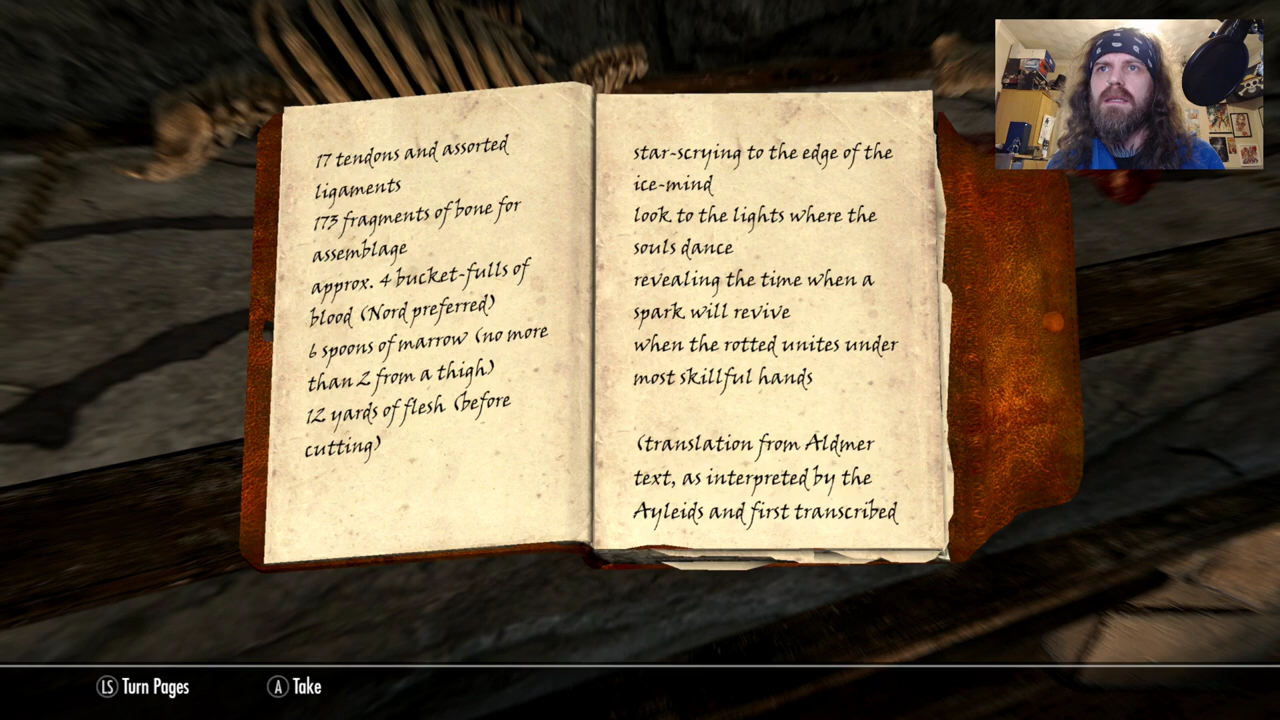 17 tendons and assorted
ligaments
173 fragments of bone for
assemblage
approx. 4 bucket-fulls of
blood (Nord preferred)
6 spoons of marrow (no more
than 2 from a thigh)
12 yards of flesh (before
cutting)
star-scrying to the edge of the
ice-mind
look to the lights where the
souls dance
revealing the time when a
spark will revive
when the rotted unites under
most skillful hands
(translation from Aldmer
text, as interpreted by the
Ayleids and first transcribed
LS Turn Pages
A Take